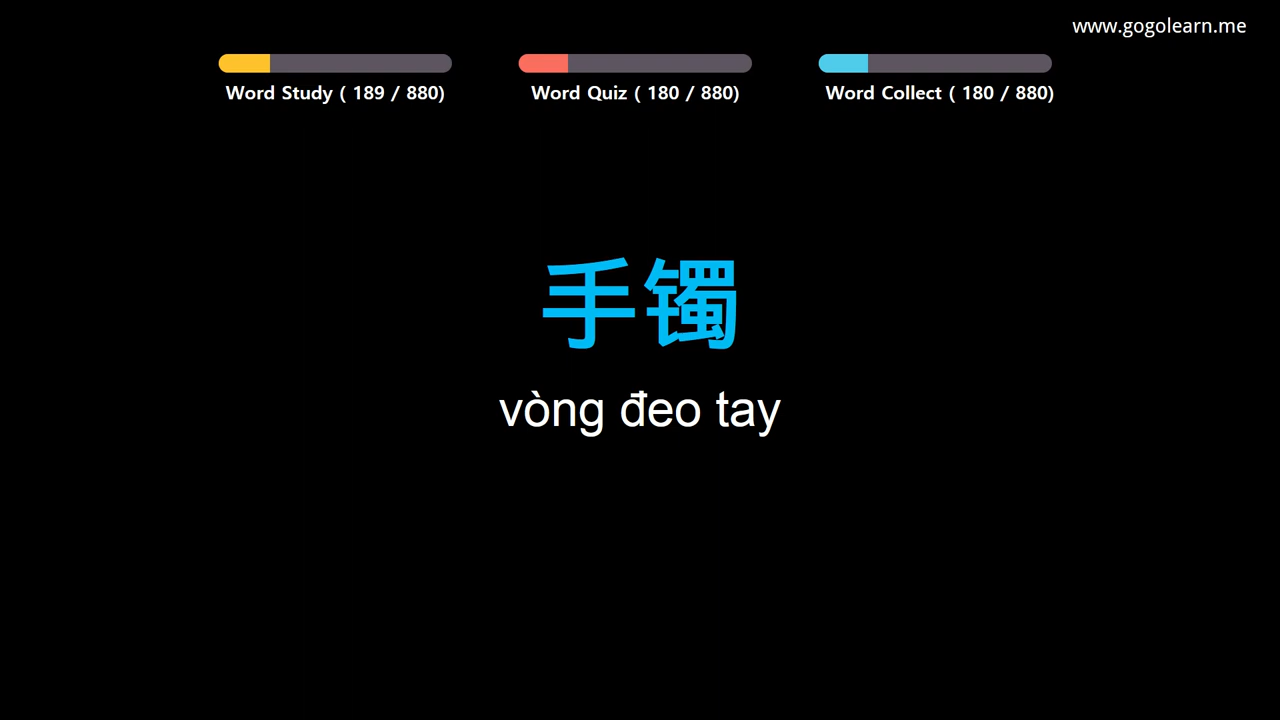 www.gogolearn.me
Word Study ( 189 / 880)
Word Quiz ( 180 / 880)
Word Collect ( 180 / 880)
手镯
vòng đeo tay